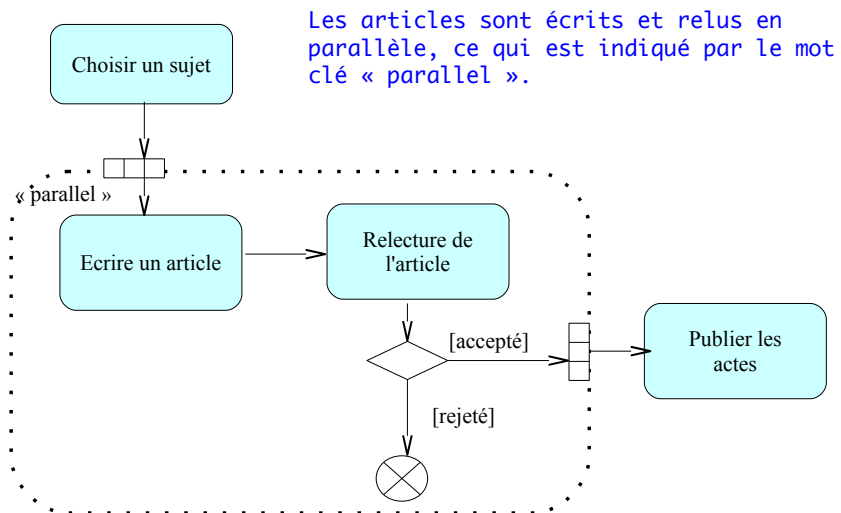 Les articles sont écrits et relus en
parallèle, ce qui est indiqué par le mot
clé « parallel ».
Choisir un sujet
« parallel »
Ecrire un article
Relecture de
l'article
[accepté]
Publier les
actes
[rejeté]